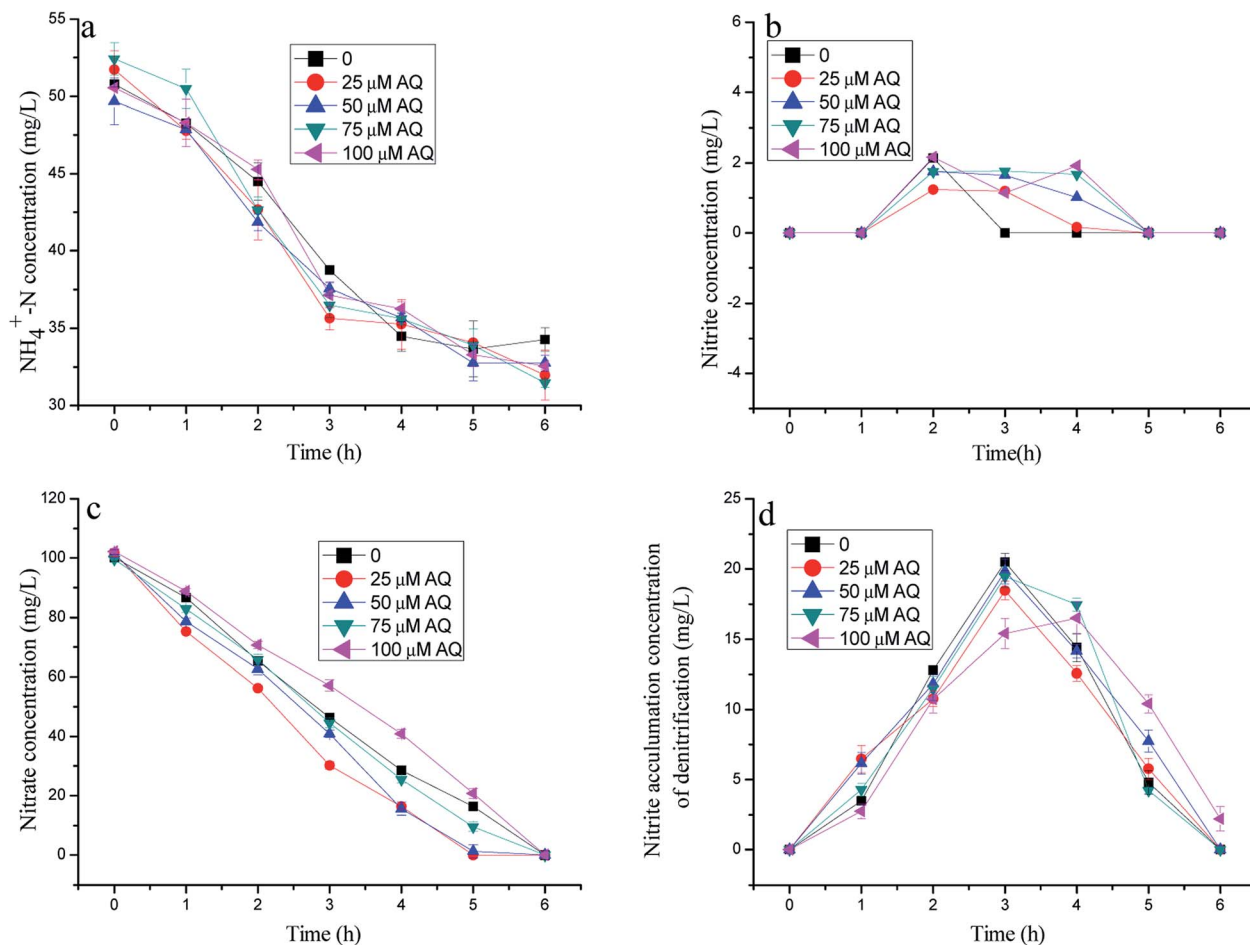 a
55
50
45
40
35
30
NH4+-N concentration (mg/L)
0
25 μM AQ
50 μM AQ
75 μM AQ
100 μM AQ
0 1 2 3 4 5 6
Time (h)
b
6
4
2
0
-2
-4
Nitrite concentration (mg/L)
0
25 μM AQ
50 μM AQ
75 μM AQ
100 μM AQ
0 1 2 3 4 5 6
Time(h)
c
120
100
80
60
40
20
0
Nitrate concentration (mg/L)
0
25 μM AQ
50 μM AQ
75 μM AQ
100 μM AQ
0 1 2 3 4 5 6
Time (h)
d
25
20
15
10
5
0
Nitrite acculumation concentration
of denitrification (mg/L)
0
25 μM AQ
50 μM AQ
75 μM AQ
100 μM AQ
0 1 2 3 4 5 6
Time (h)